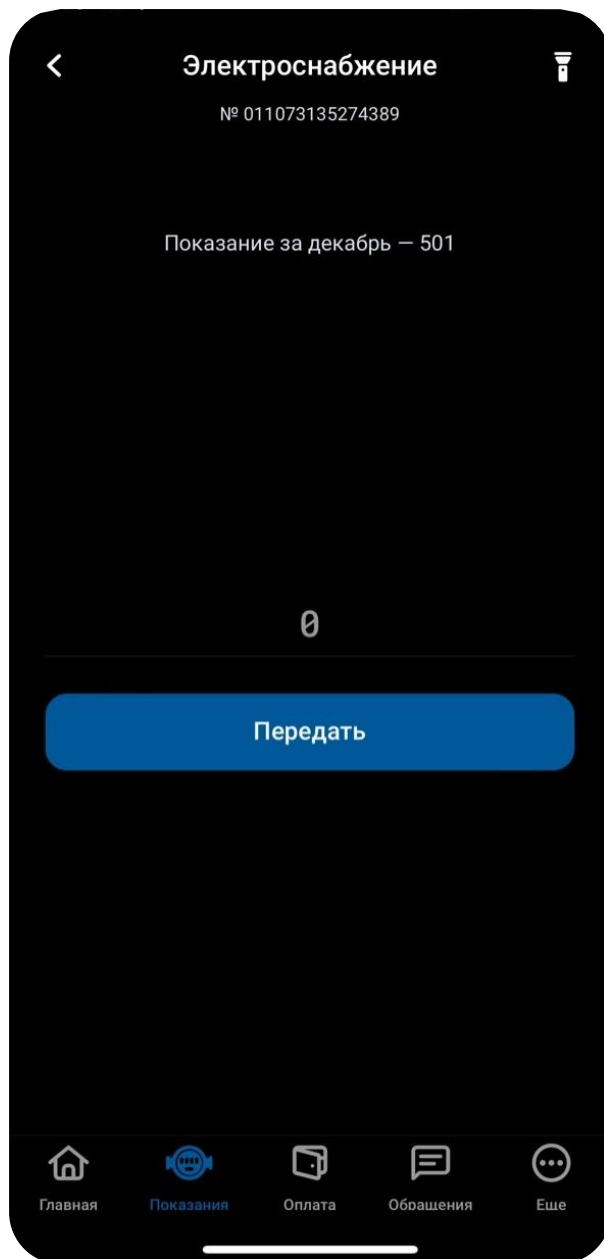 Электроснабжение
№ 011073135274389
Показание за декабрь — 501
0
Передать
Главная
Показания
Оплата
Обращения
Еще